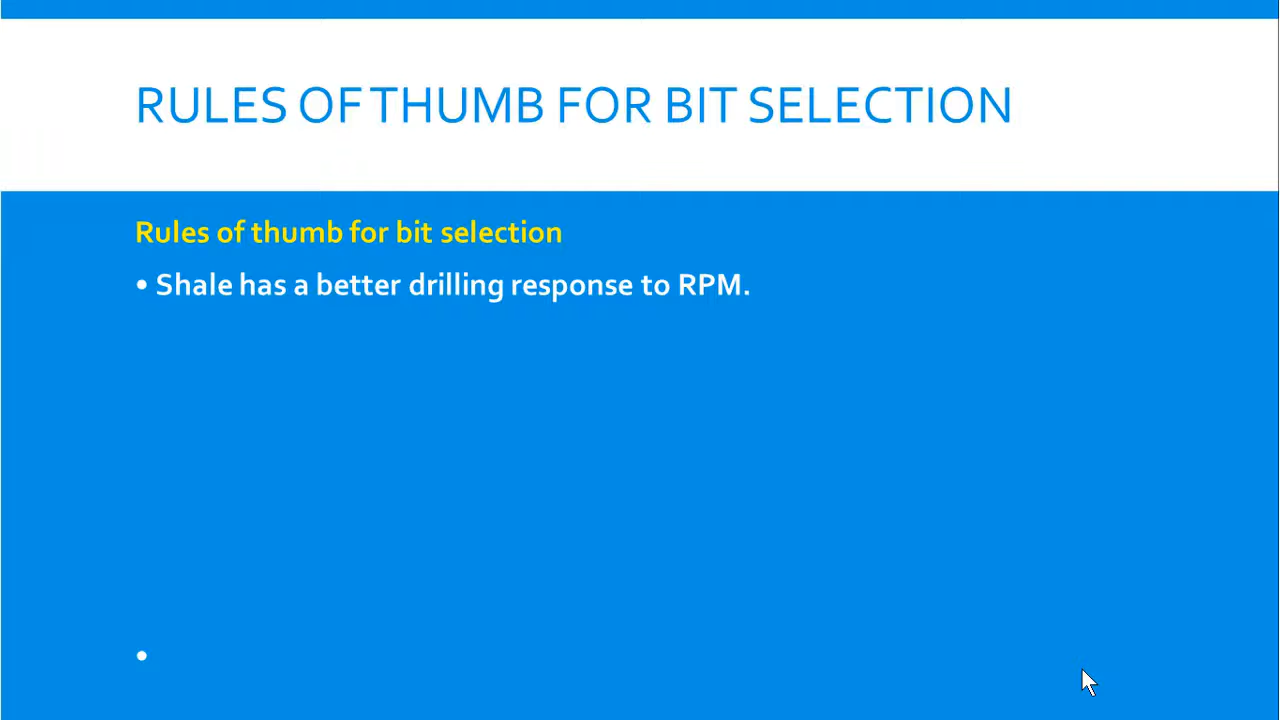 RULES OF THUMB FOR BIT SELECTION
Rules of thumb for bit selection
• Shale has a better drilling response to RPM.
•